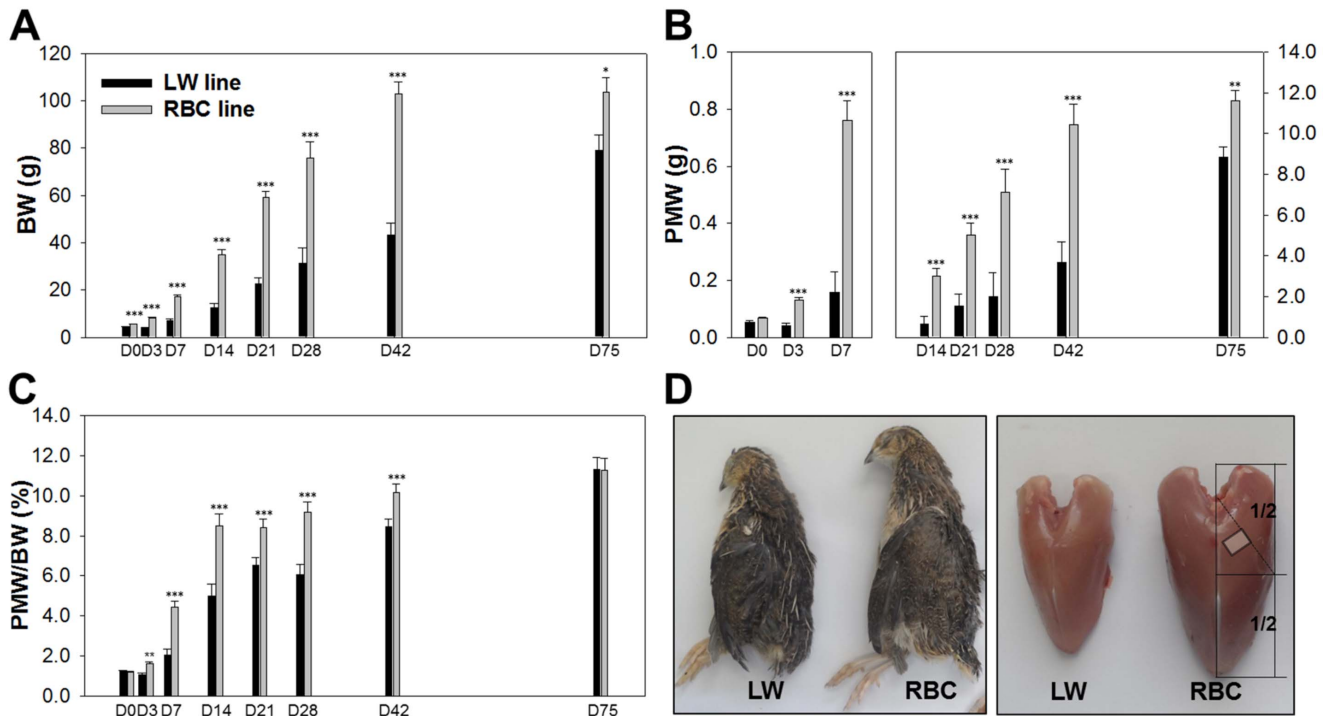 A
BW (g)
120
100
80
60
40
20
0
LW line
RBC line
***
***
***
***
***
***
***
*
D0
D3
D7
D14
D21
D28
D42
D75
B
PMW (g)
1.0
0.8
0.6
0.4
0.2
0.0
***
***
D0
D3
D7
***
***
***
***
**
14.0
12.0
10.0
8.0
6.0
4.0
2.0
0.0
D14
D21
D28
D42
D75
C
PMW/BW (%)
14.0
12.0
10.0
8.0
6.0
4.0
2.0
0.0
**
***
***
***
***
***
D0
D3
D7
D14
D21
D28
D42
D75
D
LW
RBC
1/2
1/2
LW
RBC